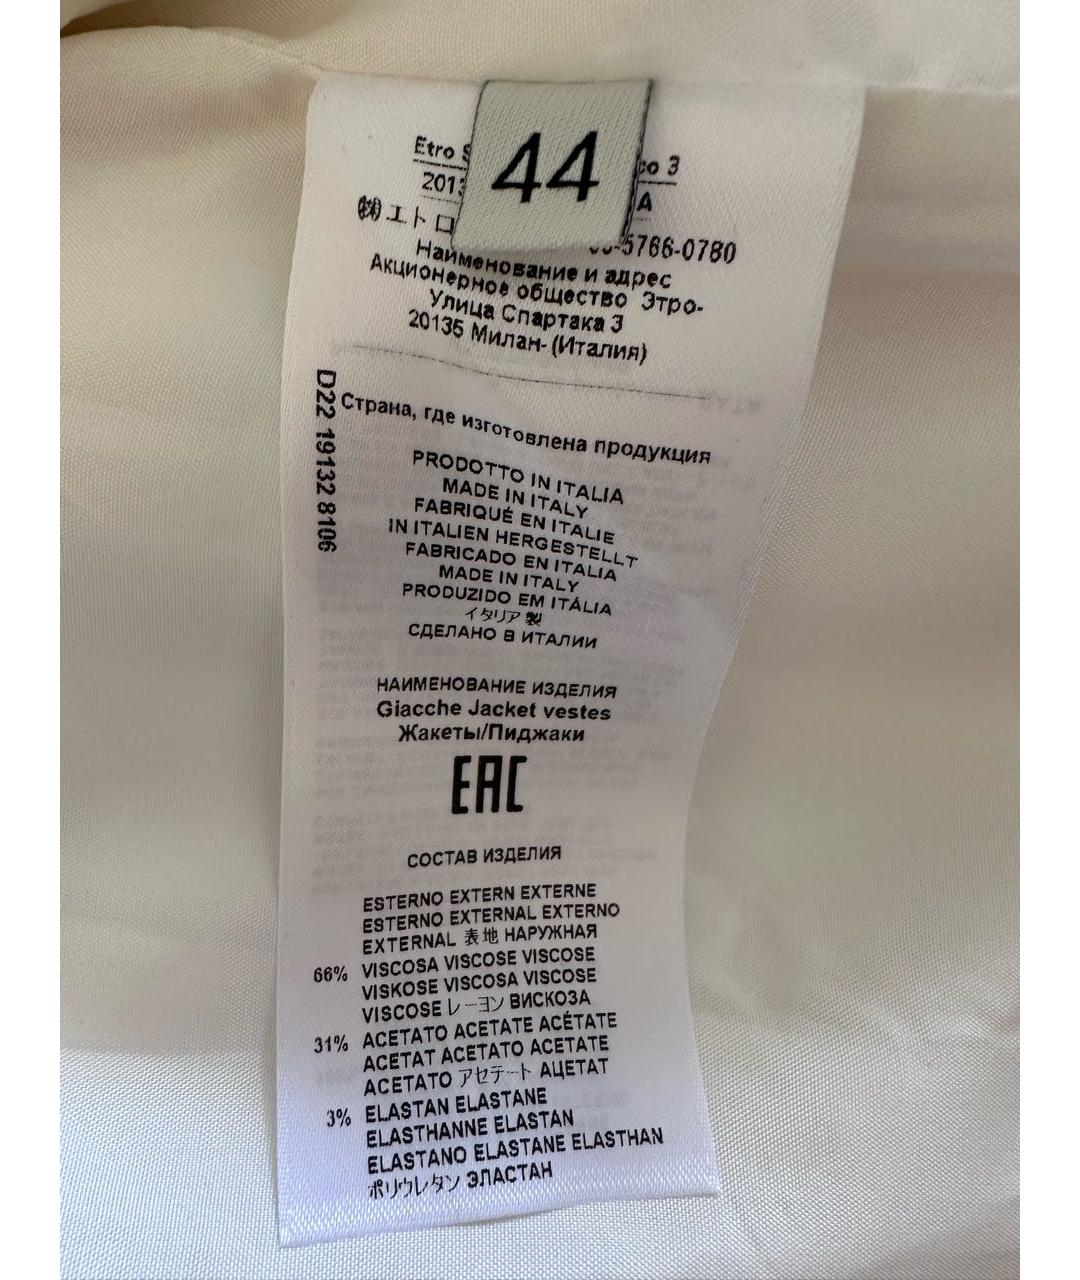 44
Etro
co 3
A
㈱エトロ
5766-0780
Наименование и адрес
Акционерное общество Этро-
Улица Спартака 3
20135 Милан- (Италия)
D22 19132 8106
Страна, где изготовлена продукция
PRODOTTO IN ITALIA
MADE IN ITALY
FABRIQUÉ EN ITALIE
IN ITALIEN HERGESTELLT
FABRICADO EN ITALIA
MADE IN ITALY
PRODUZIDO EM ITÁLIA
イタリア製
СДЕЛАНО В ИТАЛИИ
НАИМЕНОВАНИЕ ИЗДЕЛИЯ
Giacche Jacket vestes
Жакеты/Пиджаки
EAC
СОСТАВ ИЗДЕЛИЯ
ESTERNO EXTERN EXTERNE
ESTERNO EXTERNAL EXTERNO
EXTERNAL 表地 НАРУЖНАЯ
66% VISCOSA VISCOSE VISCOSE
VISKOSE VISCOSA VISCOSE
VISCOSE レーヨン ВИСКОЗА
31% ACETATO ACETATE ACÉTATE
ACETAT ACETATO ACETATE
ACETATO アセテート АЦЕТАТ
3% ELASTAN ELASTANE
ELASTHANNE ELASTAN
ELASTANO ELASTANE ELASTHAN
ポリウレタン ЭЛАСТАН